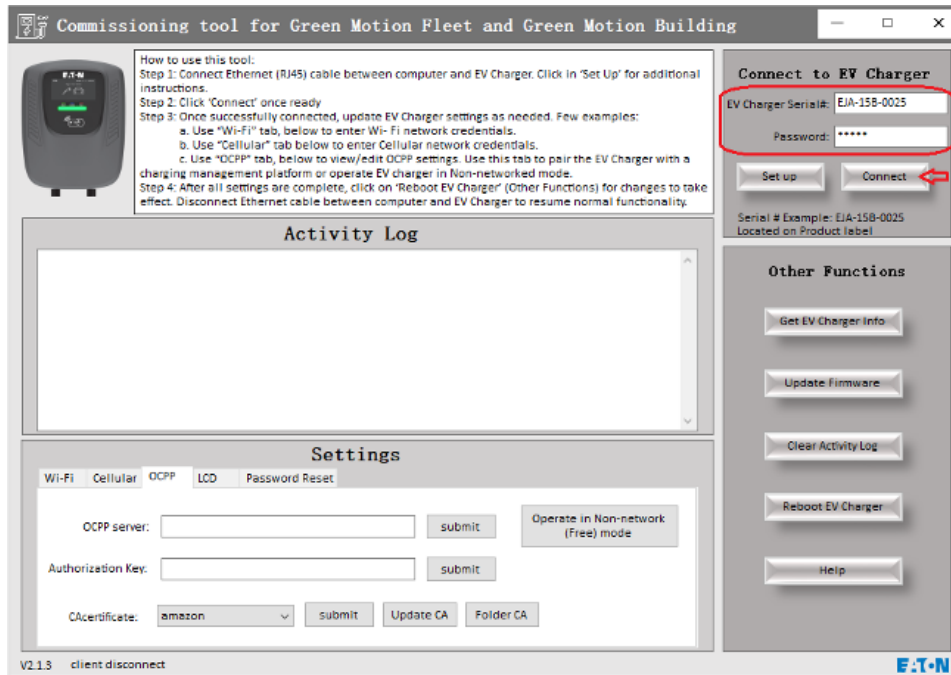 Commissioning tool for Green Motion Fleet and Green Motion Building
E·T·N
How to use this tool:
Step 1: Connect Ethernet (RJ45) cable between computer and EV Charger. Click in 'Set Up' for additional
instructions.
Step 2: Click 'Connect' once ready
Step 3: Once successfully connected, update EV Charger settings as needed. Few examples:
a. Use "Wi-Fi" tab, below to enter Wi- Fi network credentials.
b. Use "Cellular" tab below to enter Cellular network credentials.
c. Use "OCPP" tab, below to view/edit OCPP settings. Use this tab to pair the EV Charger with a
charging management platform or operate EV charger in Non-networked mode.
Step 4: After all settings are complete, click on 'Reboot EV Charger' (Other Functions) for changes to take
effect. Disconnect Ethernet cable between computer and EV Charger to resume normal functionality.
Connect to EV Charger
EV Charger Serial#: EJA-15B-0025
Password: •••••
Set up Connect
Serial # Example: EJA-15B-0025
Located on Product label
Activity Log
Other Functions
Get EV Charger Info
Update Firmware
Clear Activity Log
Reboot EV Charger
Help
Settings
Wi-Fi Cellular OCPP LCD Password Reset
OCPP server: submit Operate in Non-network
(Free) mode
Authorization Key: submit
CAcertificate: amazon submit Update CA Folder CA
V2.1.3 client disconnect
E·T·N